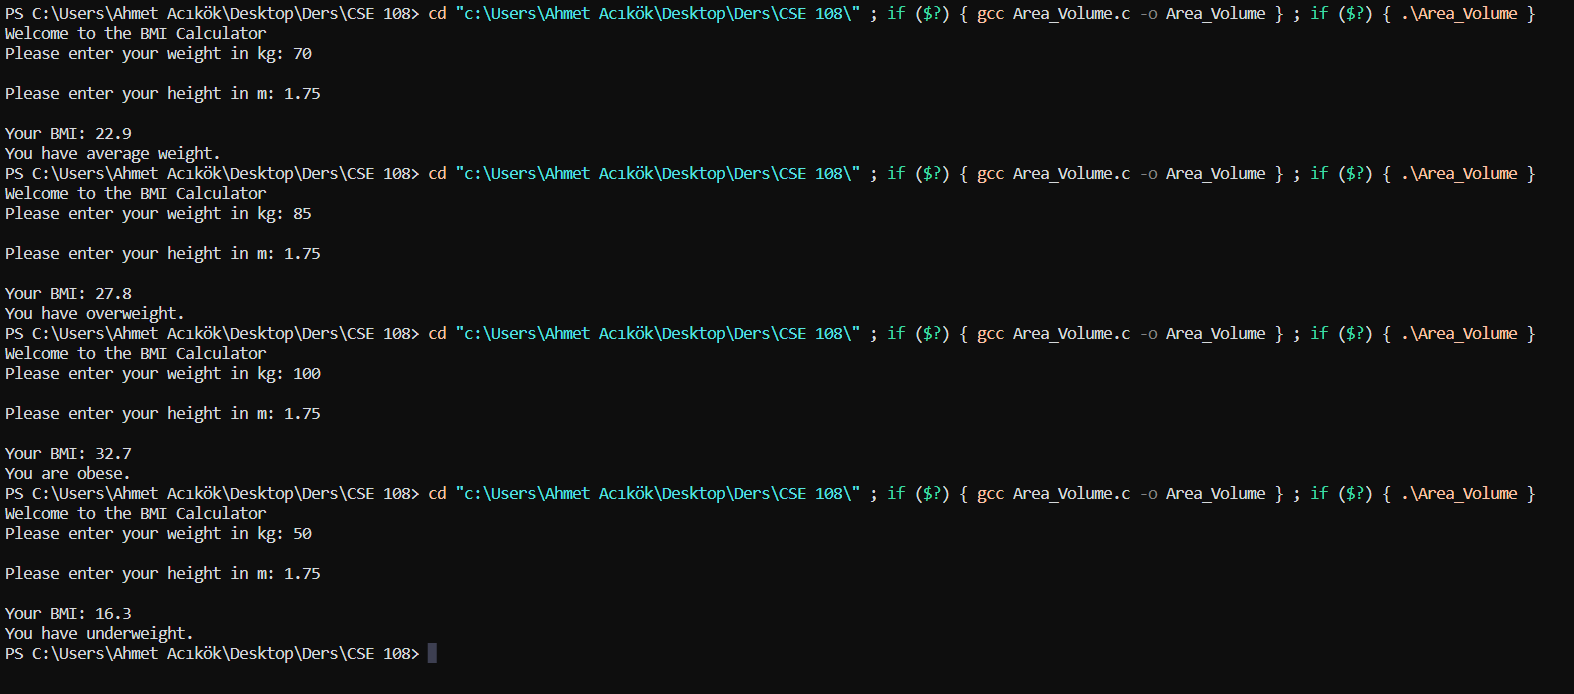 PS C:\Users\Ahmet Acıkök\Desktop\Ders\CSE 108> cd "c:\Users\Ahmet Acıkök\Desktop\Ders\CSE 108\" ; if ($?) { gcc Area_Volume.c -o Area_Volume } ; if ($?) { .\Area_Volume }
Welcome to the BMI Calculator
Please enter your weight in kg: 70
Please enter your height in m: 1.75
Your BMI: 22.9
You have average weight.
PS C:\Users\Ahmet Acıkök\Desktop\Ders\CSE 108> cd "c:\Users\Ahmet Acıkök\Desktop\Ders\CSE 108\" ; if ($?) { gcc Area_Volume.c -o Area_Volume } ; if ($?) { .\Area_Volume }
Welcome to the BMI Calculator
Please enter your weight in kg: 85
Please enter your height in m: 1.75
Your BMI: 27.8
You have overweight.
PS C:\Users\Ahmet Acıkök\Desktop\Ders\CSE 108> cd "c:\Users\Ahmet Acıkök\Desktop\Ders\CSE 108\" ; if ($?) { gcc Area_Volume.c -o Area_Volume } ; if ($?) { .\Area_Volume }
Welcome to the BMI Calculator
Please enter your weight in kg: 100
Please enter your height in m: 1.75
Your BMI: 32.7
You are obese.
PS C:\Users\Ahmet Acıkök\Desktop\Ders\CSE 108> cd "c:\Users\Ahmet Acıkök\Desktop\Ders\CSE 108\" ; if ($?) { gcc Area_Volume.c -o Area_Volume } ; if ($?) { .\Area_Volume }
Welcome to the BMI Calculator
Please enter your weight in kg: 50
Please enter your height in m: 1.75
Your BMI: 16.3
You have underweight.
PS C:\Users\Ahmet Acıkök\Desktop\Ders\CSE 108>